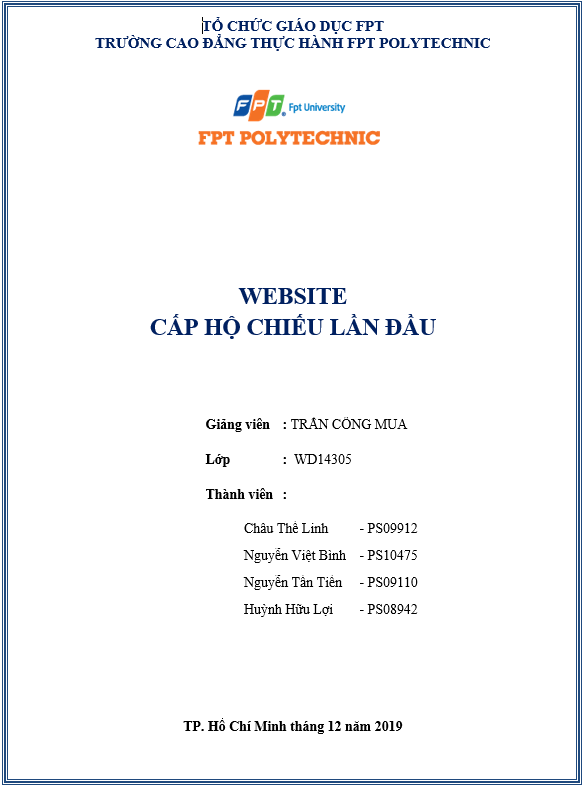 TỔ CHỨC GIÁO DỤC FPT
TRƯỜNG CAO ĐẲNG THỰC HÀNH FPT POLYTECHNIC
FPT® Fpt University
FPT POLYTECHNIC
WEBSITE
CẤP HỘ CHIẾU LẦN ĐẦU
Giảng viên : TRẦN CÔNG MUA
Lớp : WD14305
Thành viên :
Châu Thế Linh - PS09912
Nguyễn Việt Bình - PS10475
Nguyễn Tấn Tiền - PS09110
Huỳnh Hữu Lợi - PS08942
TP. Hồ Chí Minh tháng 12 năm 2019